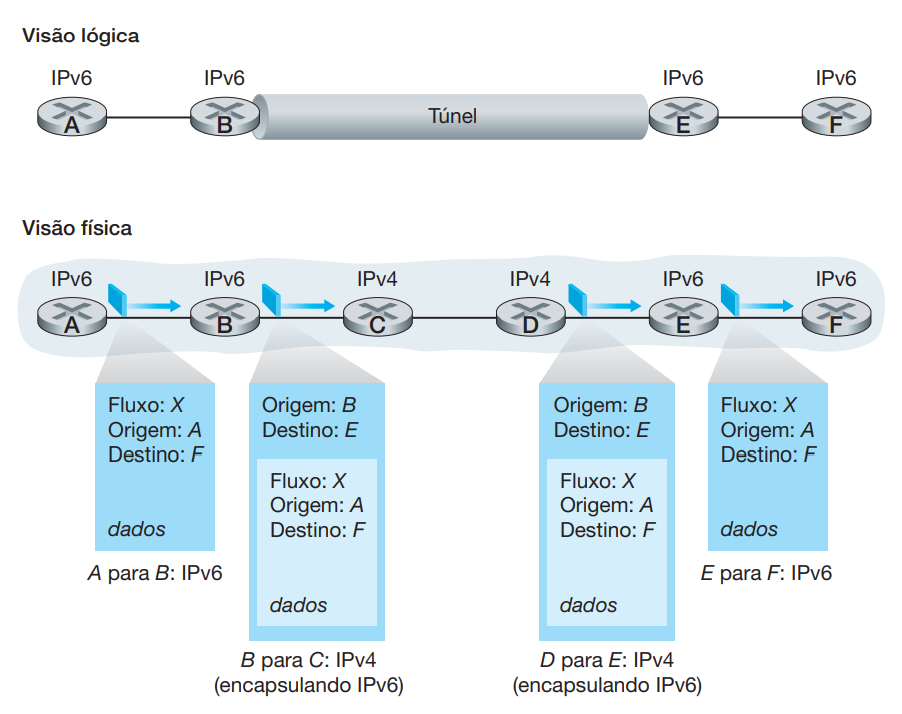 Visão lógica
IPv6 IPv6 IPv6 IPv6
A B Túnel E F
Visão física
IPv6 IPv6 IPv4 IPv4 IPv6 IPv6
A B C D E F
Fluxo: X
Origem: A
Destino: F
dados
A para B: IPv6
Origem: B
Destino: E
Fluxo: X
Origem: A
Destino: F
dados
B para C: IPv4
(encapsulando IPv6)
Origem: B
Destino: E
Fluxo: X
Origem: A
Destino: F
dados
D para E: IPv4
(encapsulando IPv6)
Fluxo: X
Origem: A
Destino: F
dados
E para F: IPv6